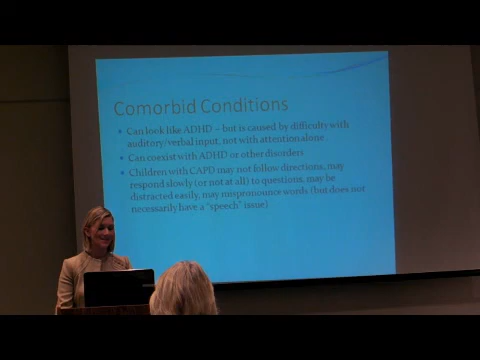 Comorbid Conditions
• Can look like ADHD – but is caused by difficulty with
auditory/verbal input, not with attention alone
• Can coexist with ADHD or other disorders
• Children with CAPD may not follow directions, may
respond slowly (or not at all) to questions, may be
distracted easily, may mispronounce words (but does not
necessarily have a "speech" issue)